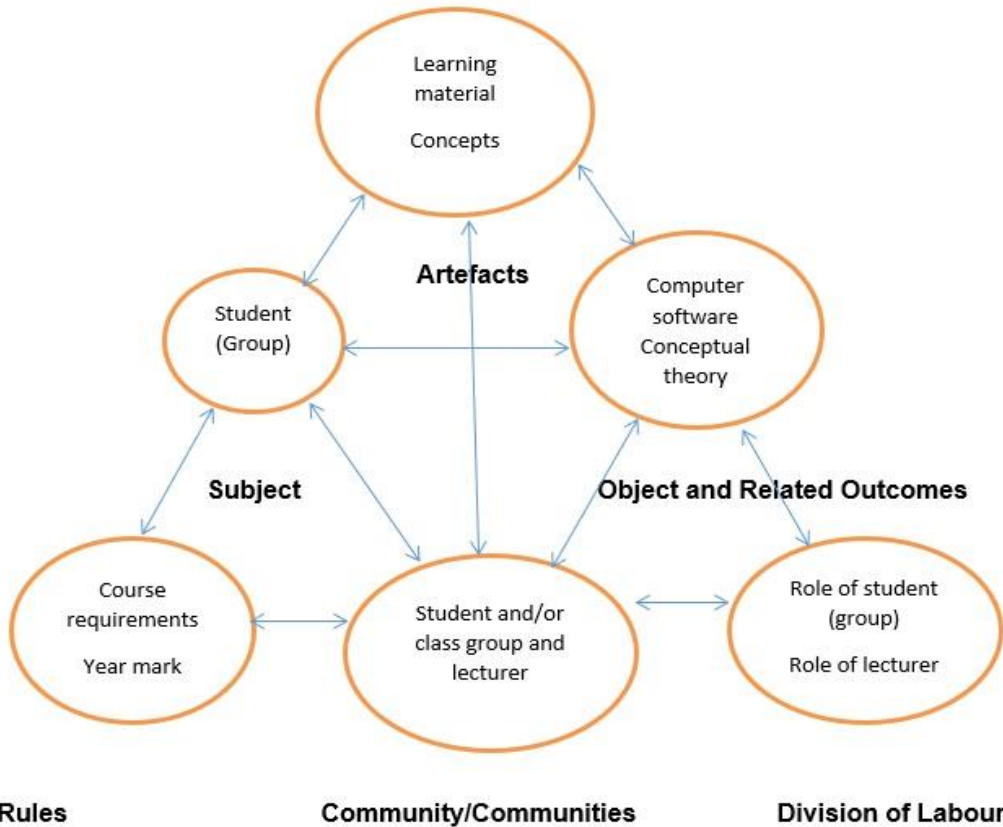 Learning
material
Concepts
Artefacts
Student
(Group)
Computer
software
Conceptual
theory
Subject
Object and Related Outcomes
Course
requirements
Year mark
Student and/or
class group and
lecturer
Role of student
(group)
Role of lecturer
Rules
Community/Communities
Division of Labour